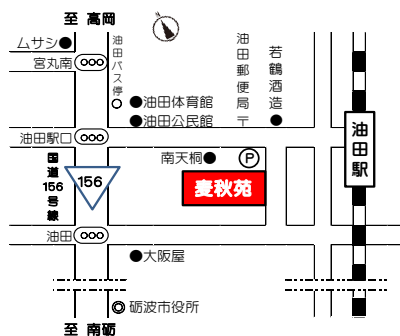 至 高岡
ムサシ
宮丸南
油田バス停
油田郵便局
〒
若鶴酒造
油田体育館
油田公民館
油田駅口
国道156号線
156
南天桐
P
麦秋苑
油田駅
油田
大阪屋
砺波市役所
至 南砺